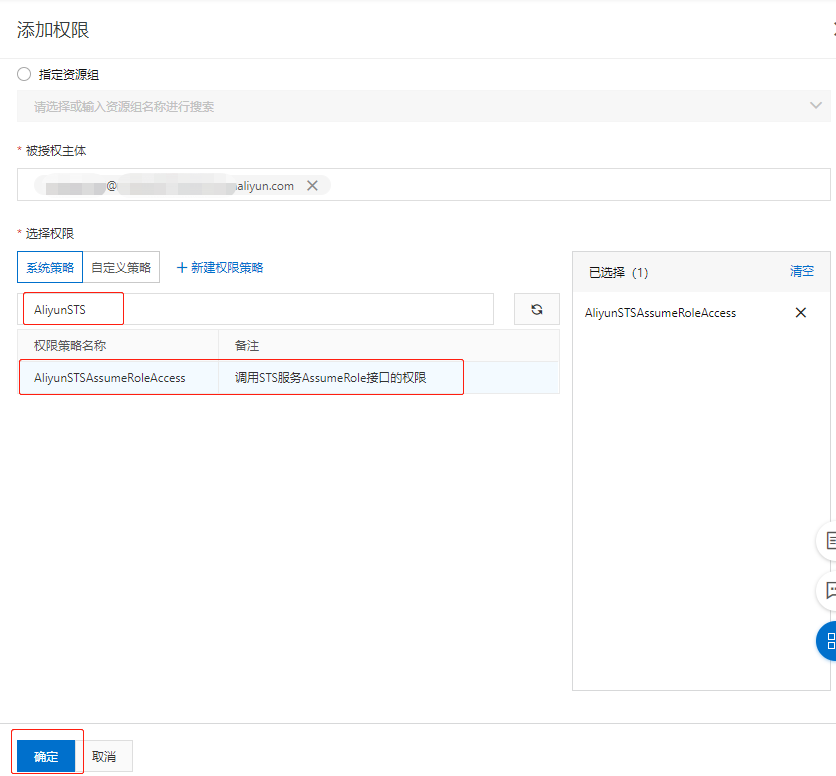 添加权限
指定资源组
请选择或输入资源组名称进行搜索
* 被授权主体
@ aliyun.com
* 选择权限
系统策略 自定义策略 + 新建权限策略
AliyunSTS
权限策略名称 备注
AliyunSTSAssumeRoleAccess 调用STS服务AssumeRole接口的权限
已选择（1） 清空
AliyunSTSAssumeRoleAccess
确定 取消